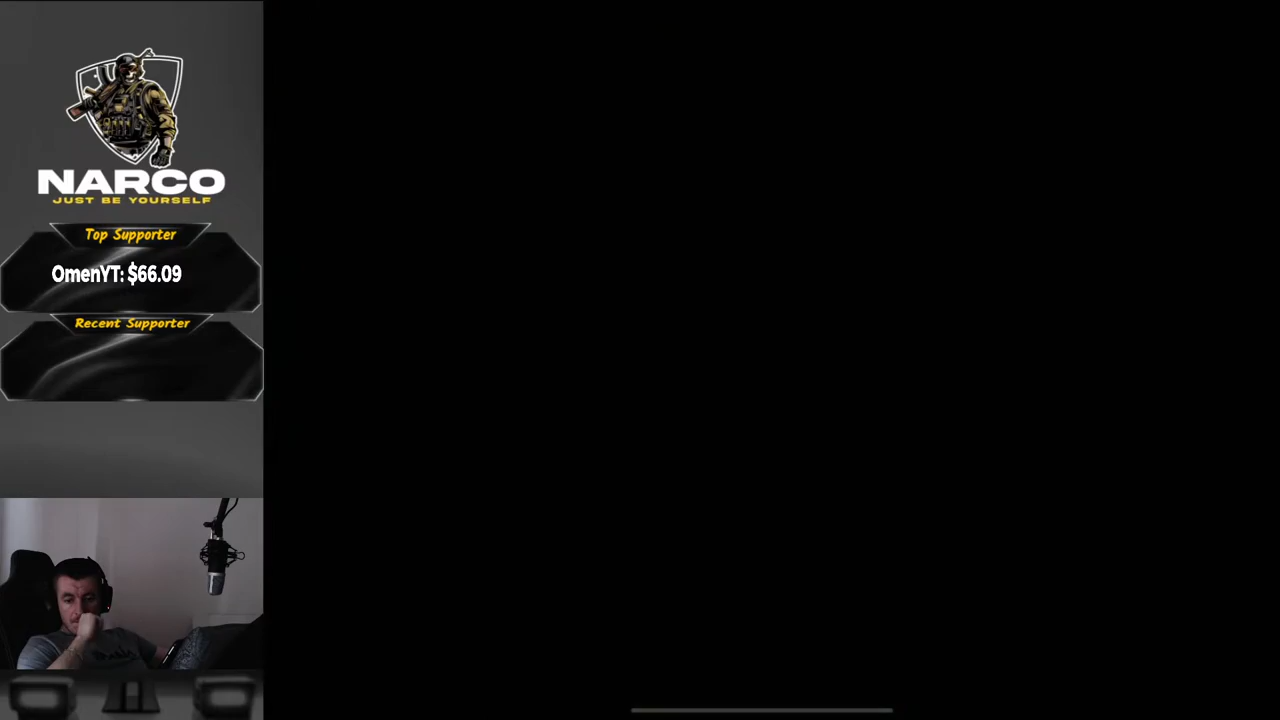 NARCO
JUST BE YOURSELF
Top Supporter
OmenYT: $66.09
Recent Supporter